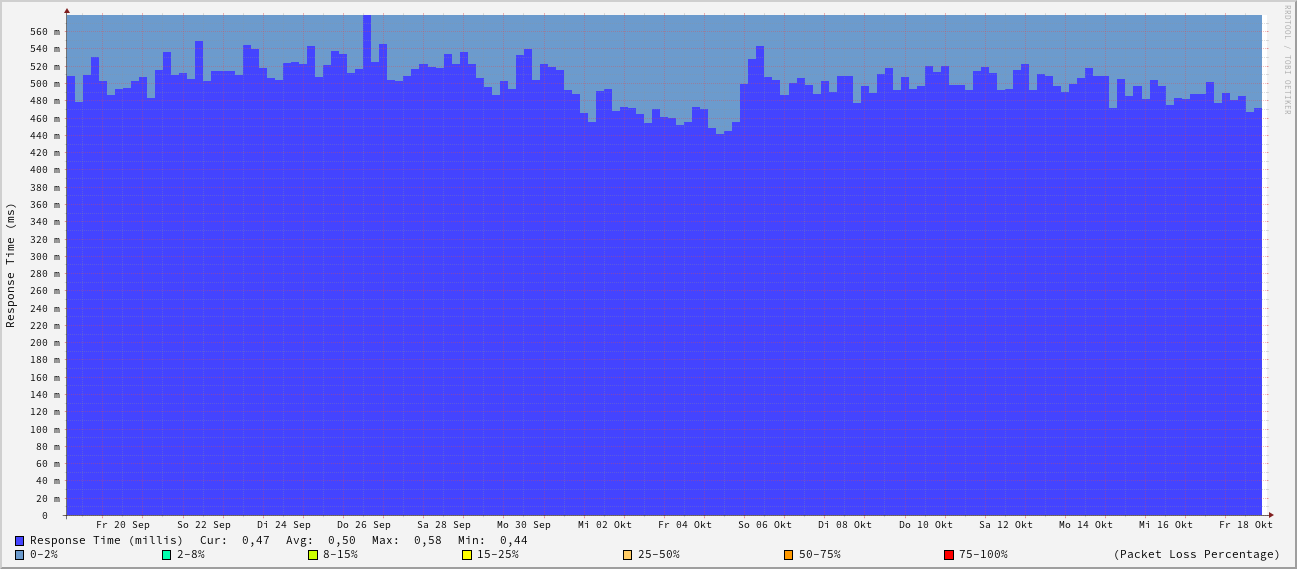 RRDTOOL / TOBI OETIKER
Response Time (ms)
560 m
540 m
520 m
500 m
480 m
460 m
440 m
420 m
400 m
380 m
360 m
340 m
320 m
300 m
280 m
260 m
240 m
220 m
200 m
180 m
160 m
140 m
120 m
100 m
80 m
60 m
40 m
20 m
0
Fr 20 Sep So 22 Sep Di 24 Sep Do 26 Sep Sa 28 Sep Mo 30 Sep Mi 02 Okt Fr 04 Okt So 06 Okt Di 08 Okt Do 10 Okt Sa 12 Okt Mo 14 Okt Mi 16 Okt Fr 18 Okt
Response Time (millis) Cur: 0,47 Avg: 0,50 Max: 0,58 Min: 0,44
0-2% 2-8% 8-15% 15-25% 25-50% 50-75% 75-100% (Packet Loss Percentage)